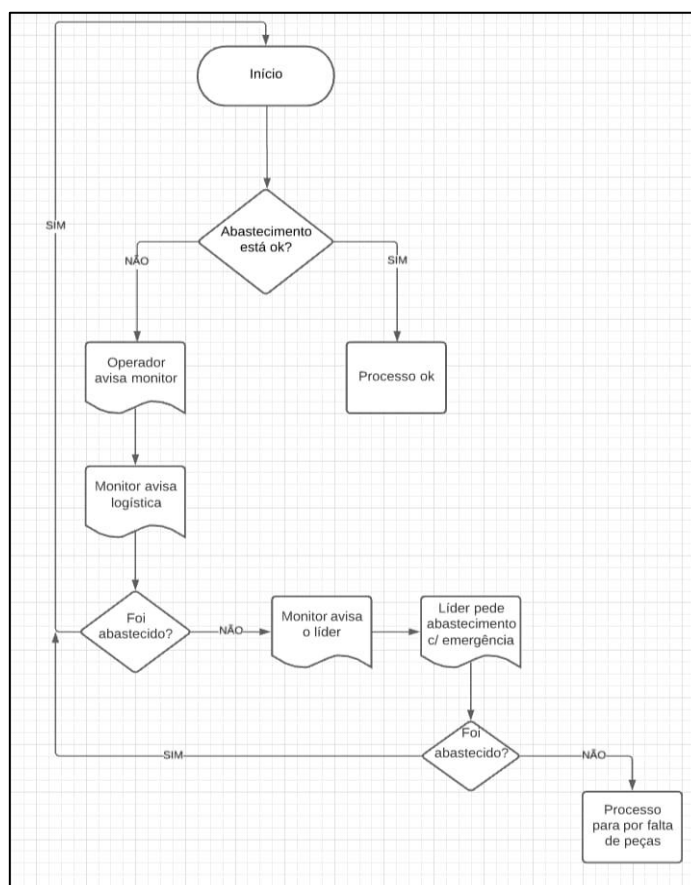 Início
Abastecimento
está ok?
SIM
NÃO
SIM
Operador
avisa monitor
Processo ok
Monitor avisa
logística
Foi
abastecido?
NÃO
Monitor avisa
o líder
Líder pede
abastecimento
c/ emergência
Foi
abastecido?
SIM
NÃO
Processo
para por falta
de peças